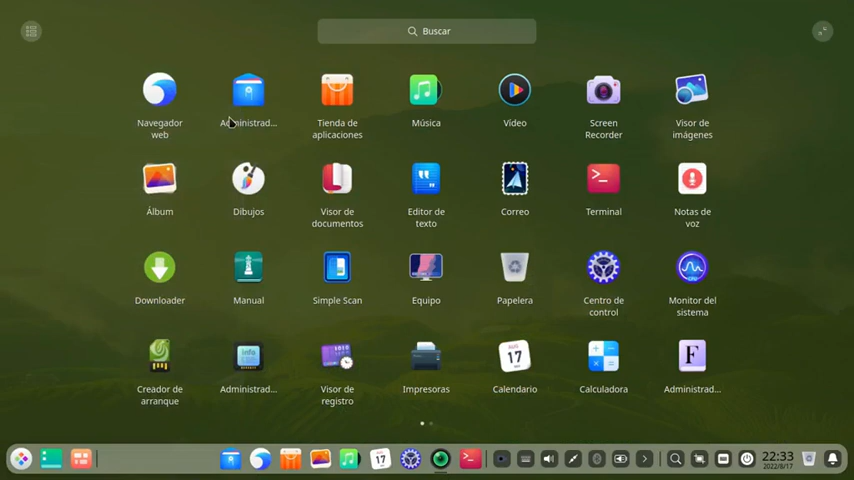 Buscar
Navegador
web
Administrad...
Tienda de
aplicaciones
Música
Vídeo
Screen
Recorder
Visor de
imágenes
Álbum
Dibujos
Visor de
documentos
Editor de
texto
Correo
Terminal
Notas de
voz
Downloader
Manual
Simple Scan
Equipo
Papelera
Centro de
control
Monitor del
sistema
AUG
17
F
Creador de
arranque
Administrad...
Visor de
registro
Impresoras
Calendario
Calculadora
Administrad...
17
22:33
2022/8/17